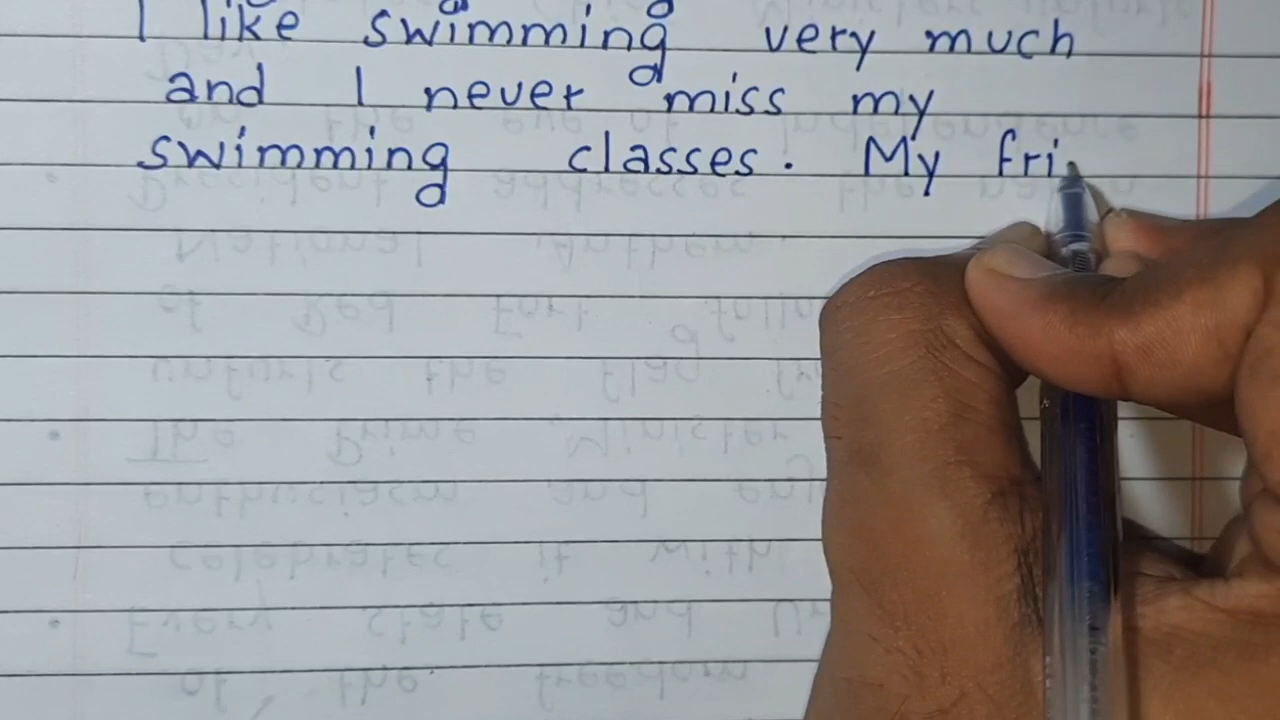 I like swimming very much
and I never miss my
swimming classes. My fri